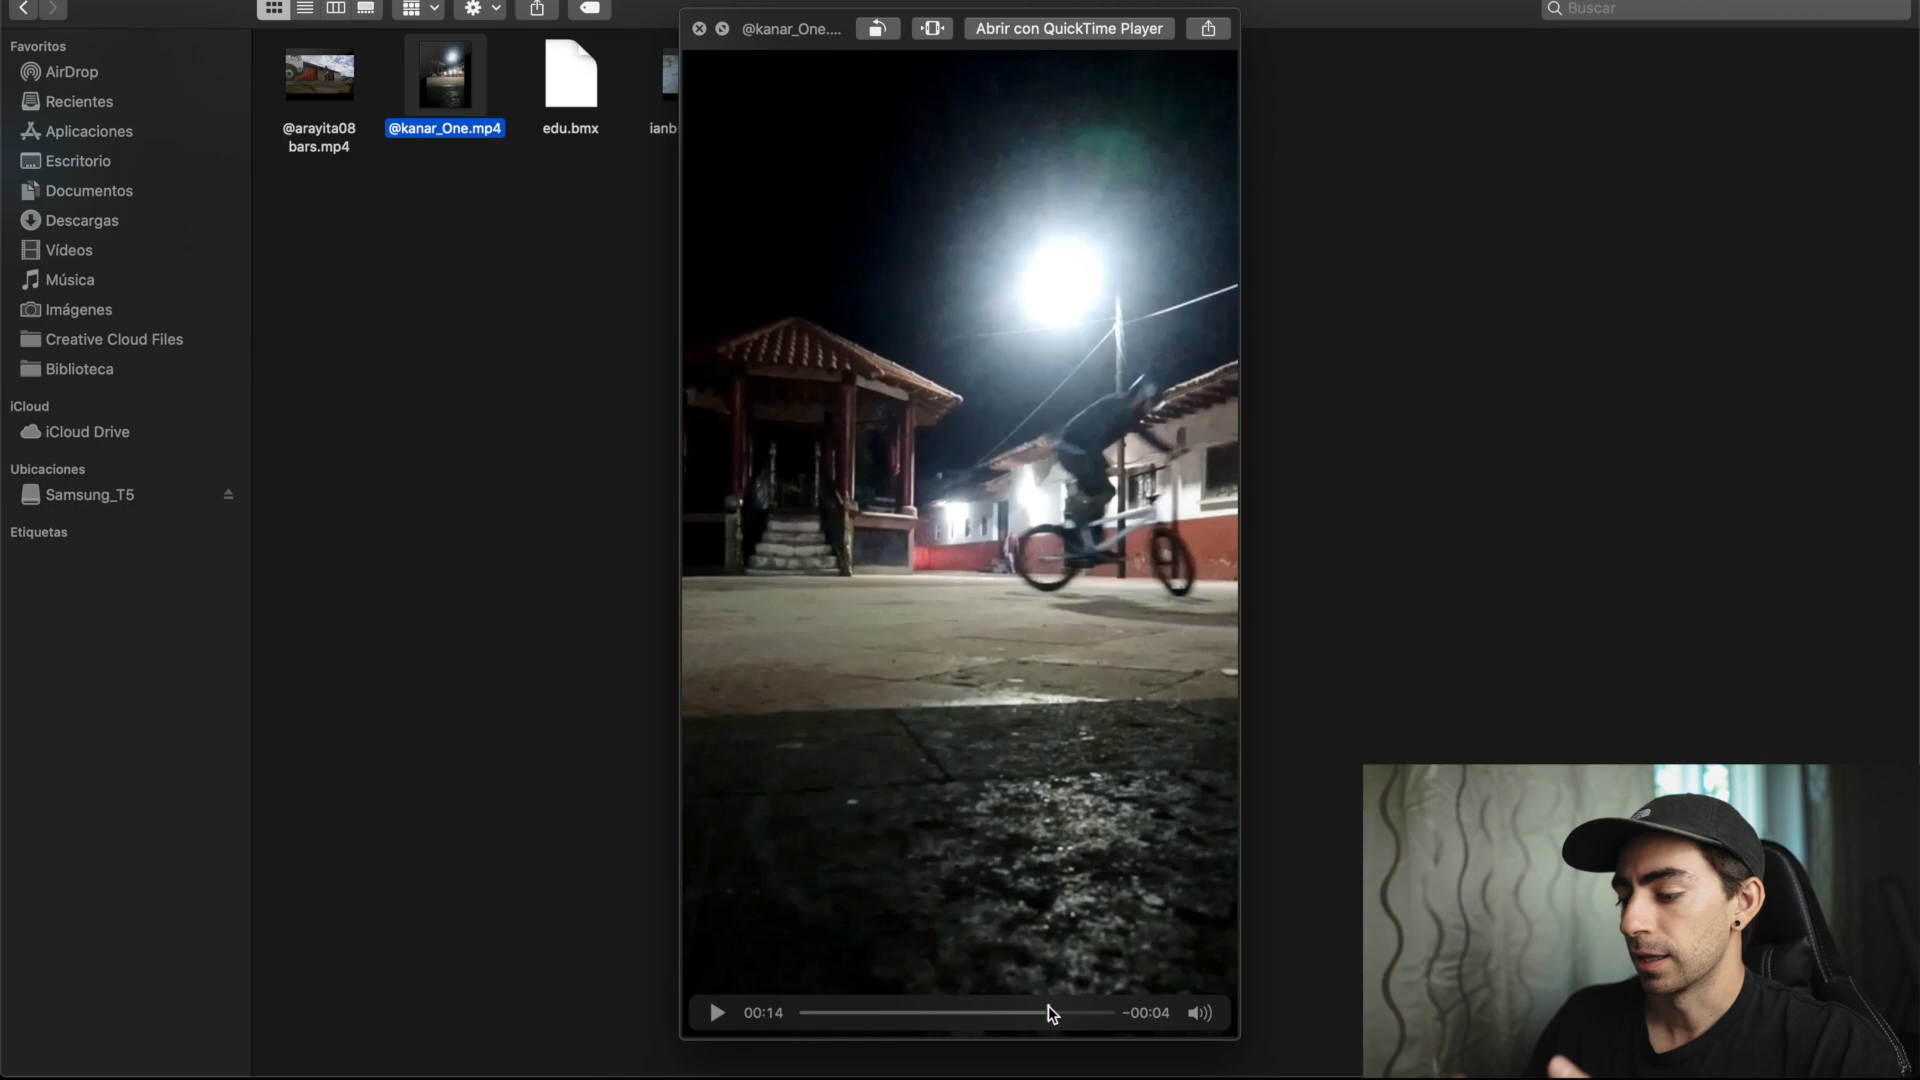 Buscar
@kanar_One....
Abrir con QuickTime Player
Favoritos
AirDrop
Recientes
Aplicaciones
Escritorio
Documentos
Descargas
Vídeos
Música
Imágenes
Creative Cloud Files
Biblioteca
iCloud
iCloud Drive
Ubicaciones
Samsung_T5
Etiquetas
@arayita08
bars.mp4
@kanar_One.mp4
edu.bmx
ianb
00:14
-00:04